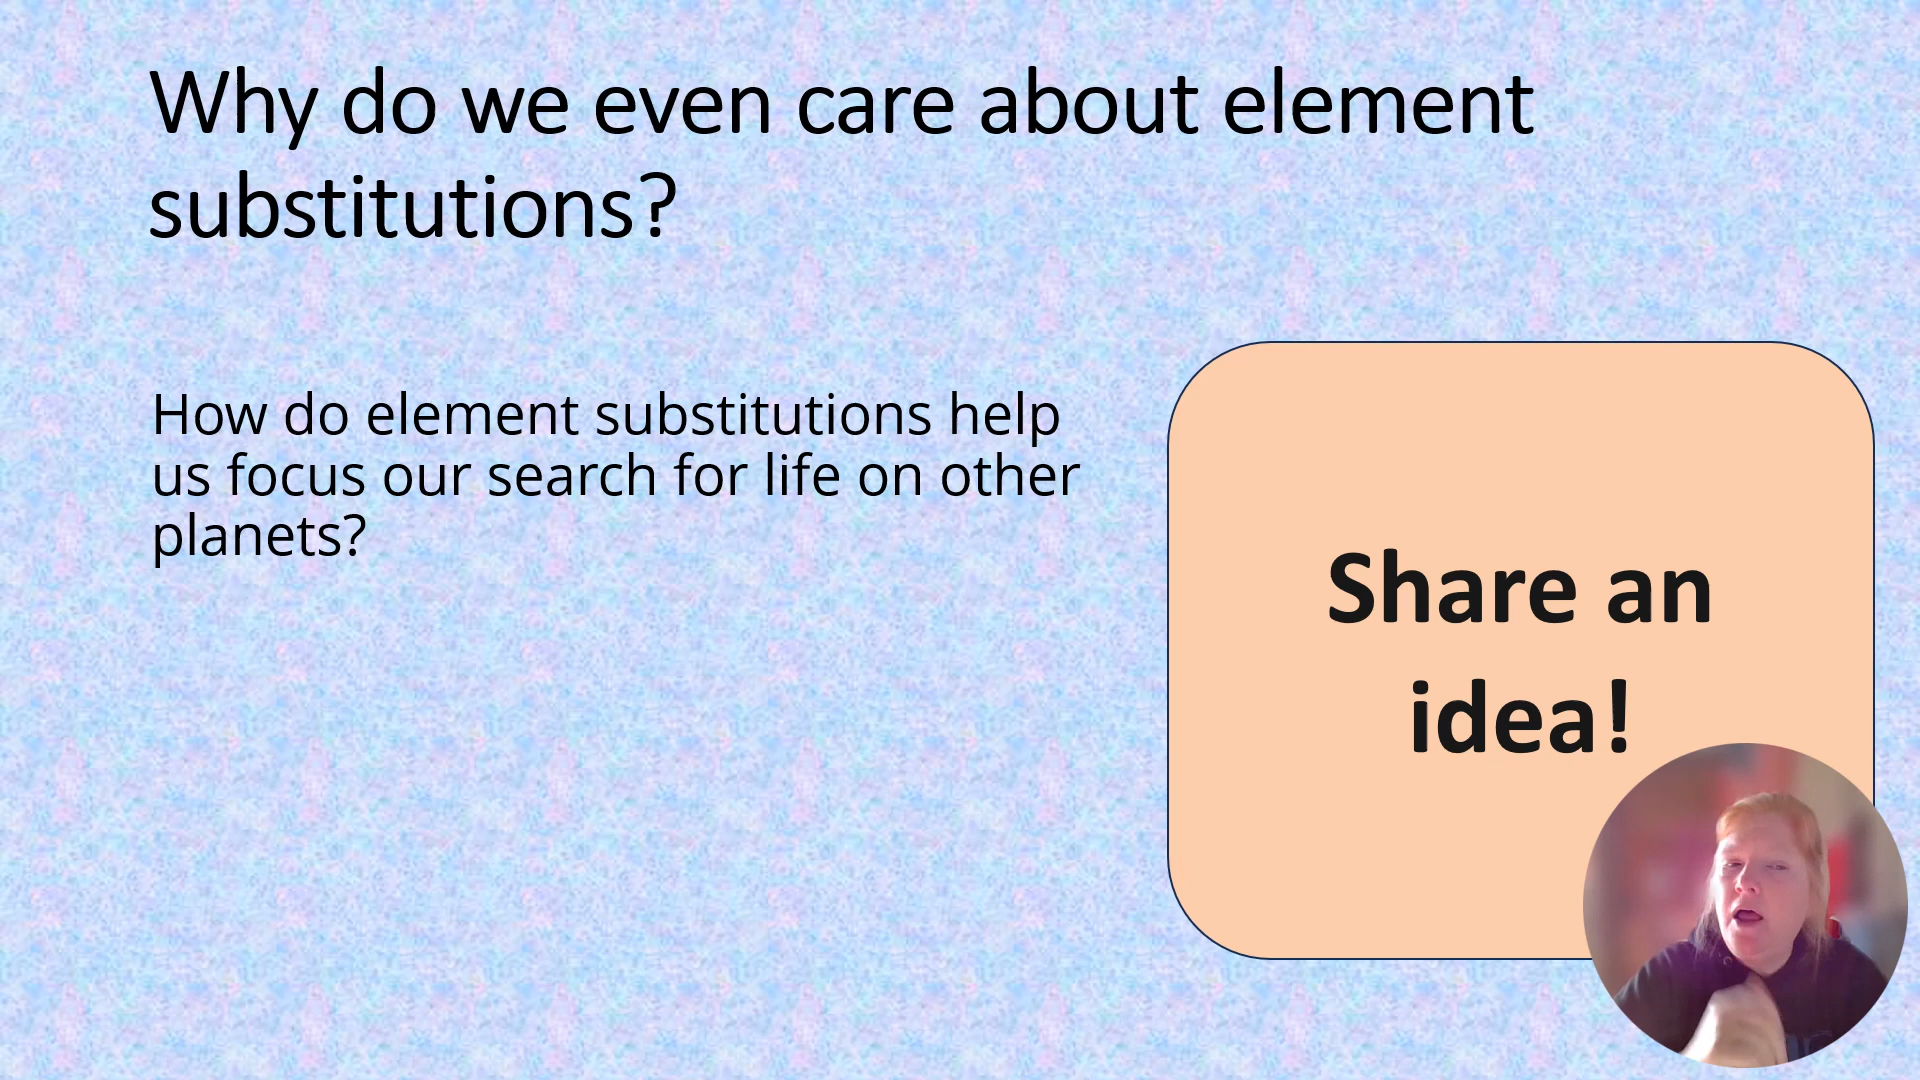 Why do we even care about element
substitutions?
How do element substitutions help
us focus our search for life on other
planets?
Share an
idea!